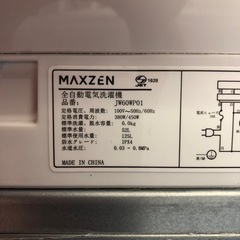 MAXZEN
JET
1628
全自動電気洗濯機
品番： JW60WP01
定格電圧、周波数： 100V～50Hz/60Hz
定格消費電力： 380W/450W
標準洗濯、脱水容量： 6.0kg
標準水量： 52L
標準使用水量： 125L
防水グレード： IPX4
水道水圧： 0.03 - 0.8MPa
MADE IN CHINA